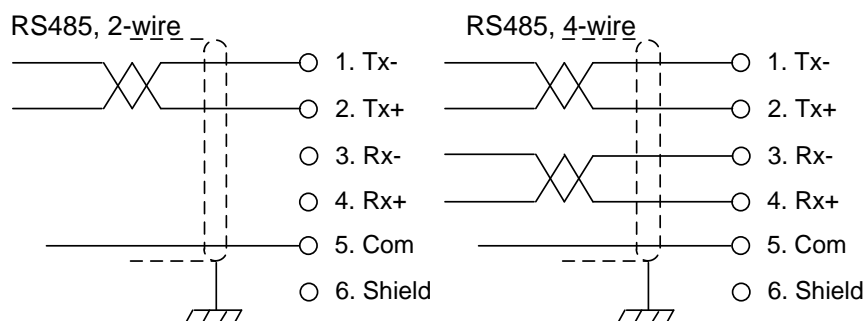 RS485, 2-wire
1. Tx-
2. Tx+
3. Rx-
4. Rx+
5. Com
6. Shield
RS485, 4-wire
1. Tx-
2. Tx+
3. Rx-
4. Rx+
5. Com
6. Shield